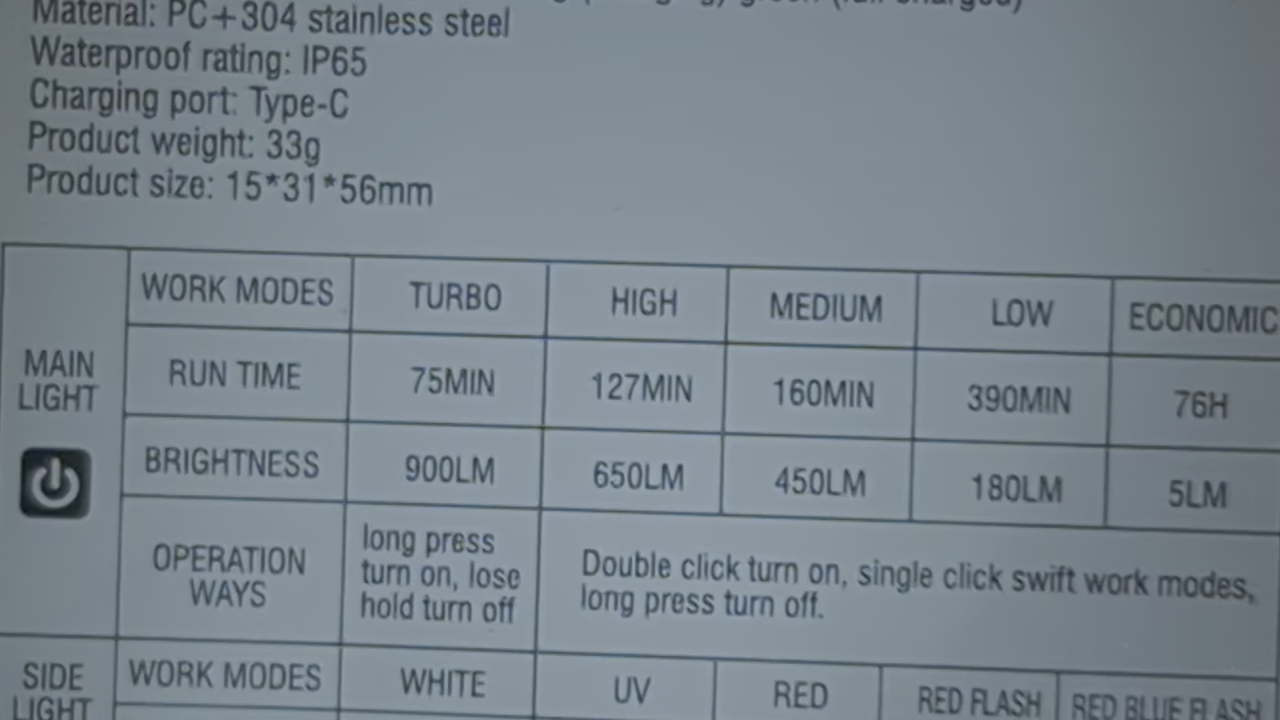 Material: PC+304 stainless steel
Waterproof rating: IP65
Charging port: Type-C
Product weight: 33g
Product size: 15*31*56mm
MAIN LIGHT
WORK MODES TURBO HIGH MEDIUM LOW ECONOMIC
RUN TIME 75MIN 127MIN 160MIN 390MIN 76H
BRIGHTNESS 900LM 650LM 450LM 180LM 5LM
OPERATION WAYS
long press
turn on, lose
hold turn off
Double click turn on, single click swift work modes,
long press turn off.
SIDE LIGHT
WORK MODES WHITE UV RED RED FLASH RED BLUE FLASH